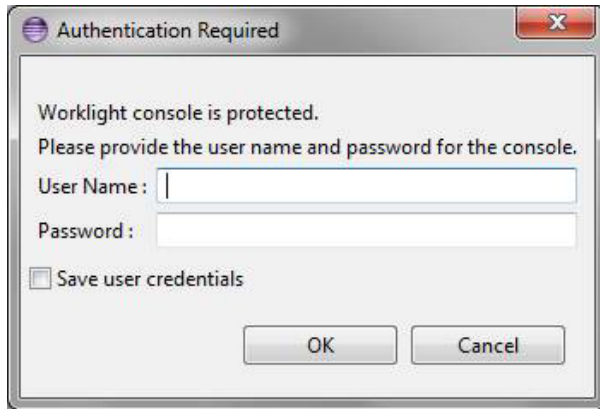 Authentication Required
Worklight console is protected.
Please provide the user name and password for the console.
User Name :
Password :
Save user credentials
OK Cancel